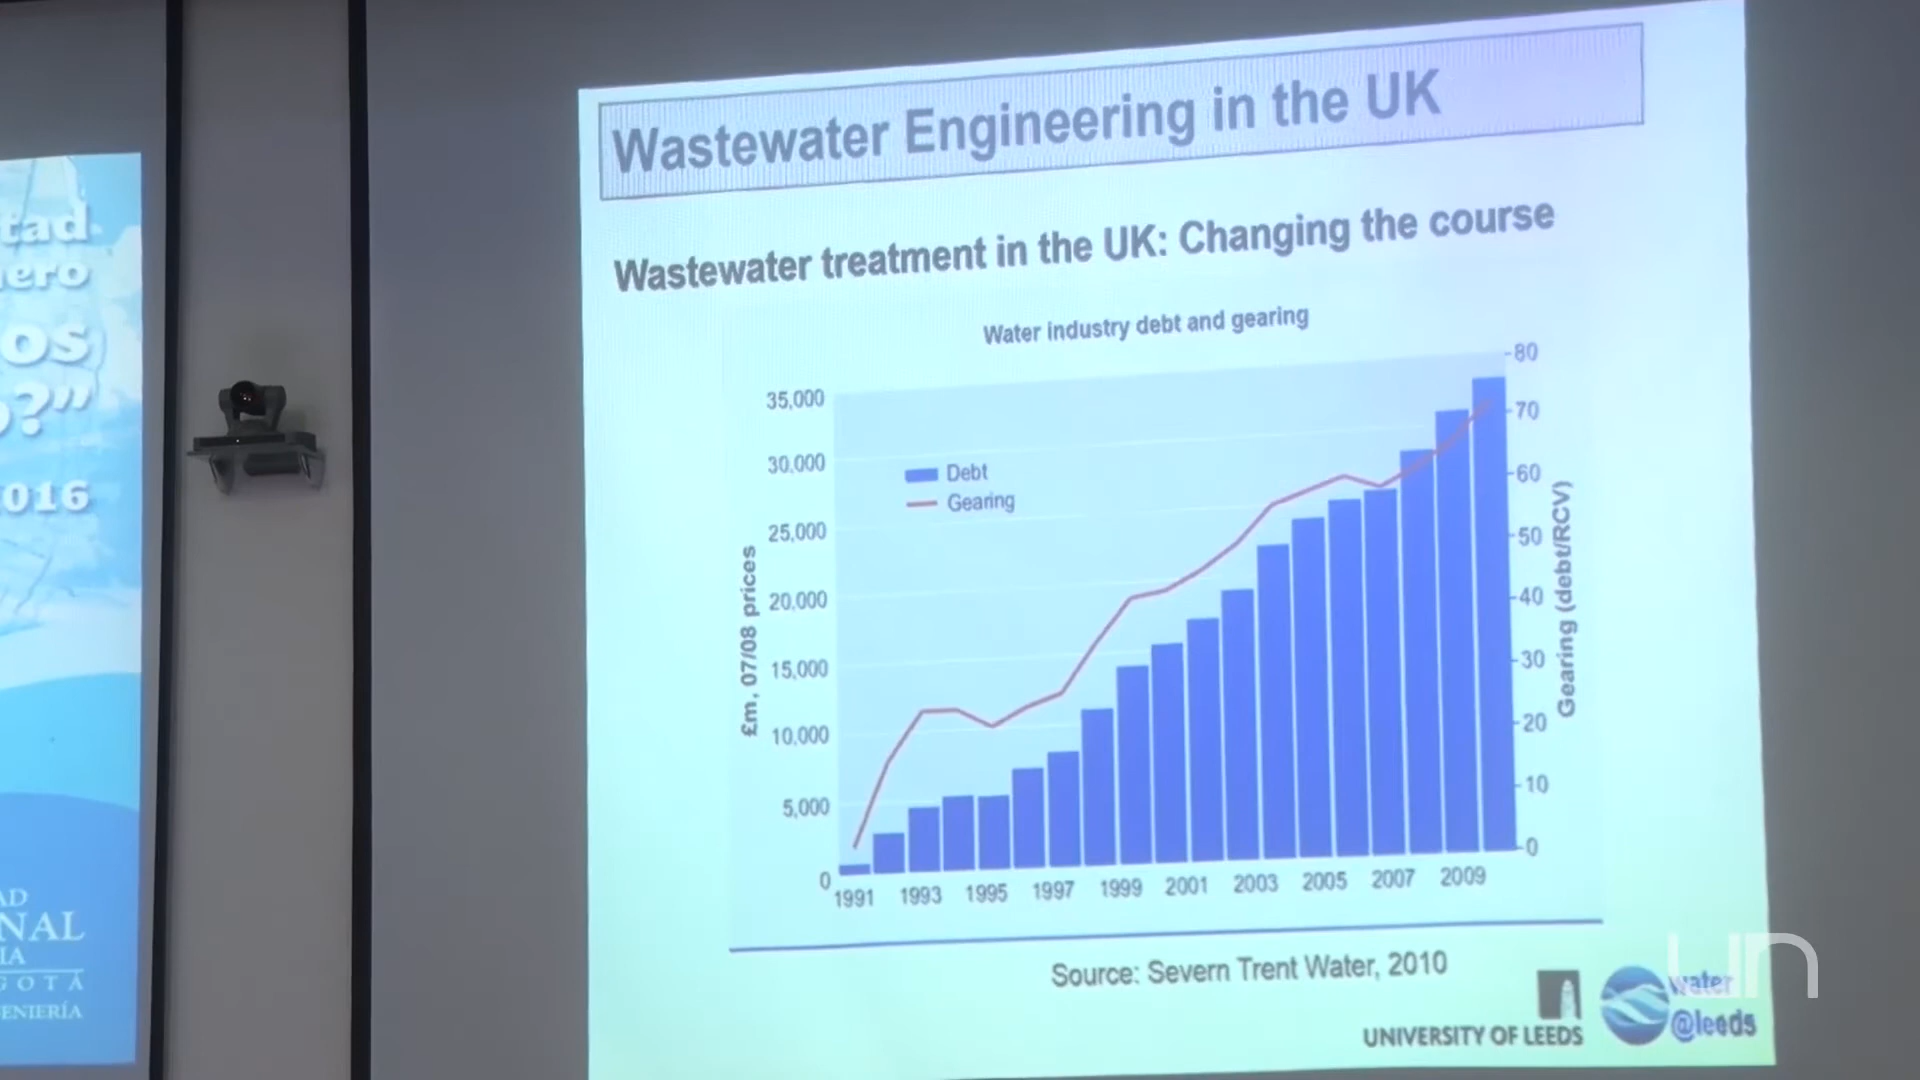 tad
ero
os
o?”
2016
AD
NAL
IA
GOTÁ
ENIERÍA
Wastewater Engineering in the UK
Wastewater treatment in the UK: Changing the course
Water industry debt and gearing
35,000
30,000
25,000
20,000
15,000
10,000
5,000
0
£m, 07/08 prices
Debt
Gearing
80
70
60
50
40
30
20
10
0
Gearing (debt/RCV)
1991 1993 1995 1997 1999 2001 2003 2005 2007 2009
Source: Severn Trent Water, 2010
UNIVERSITY OF LEEDS
water
@leeds
un